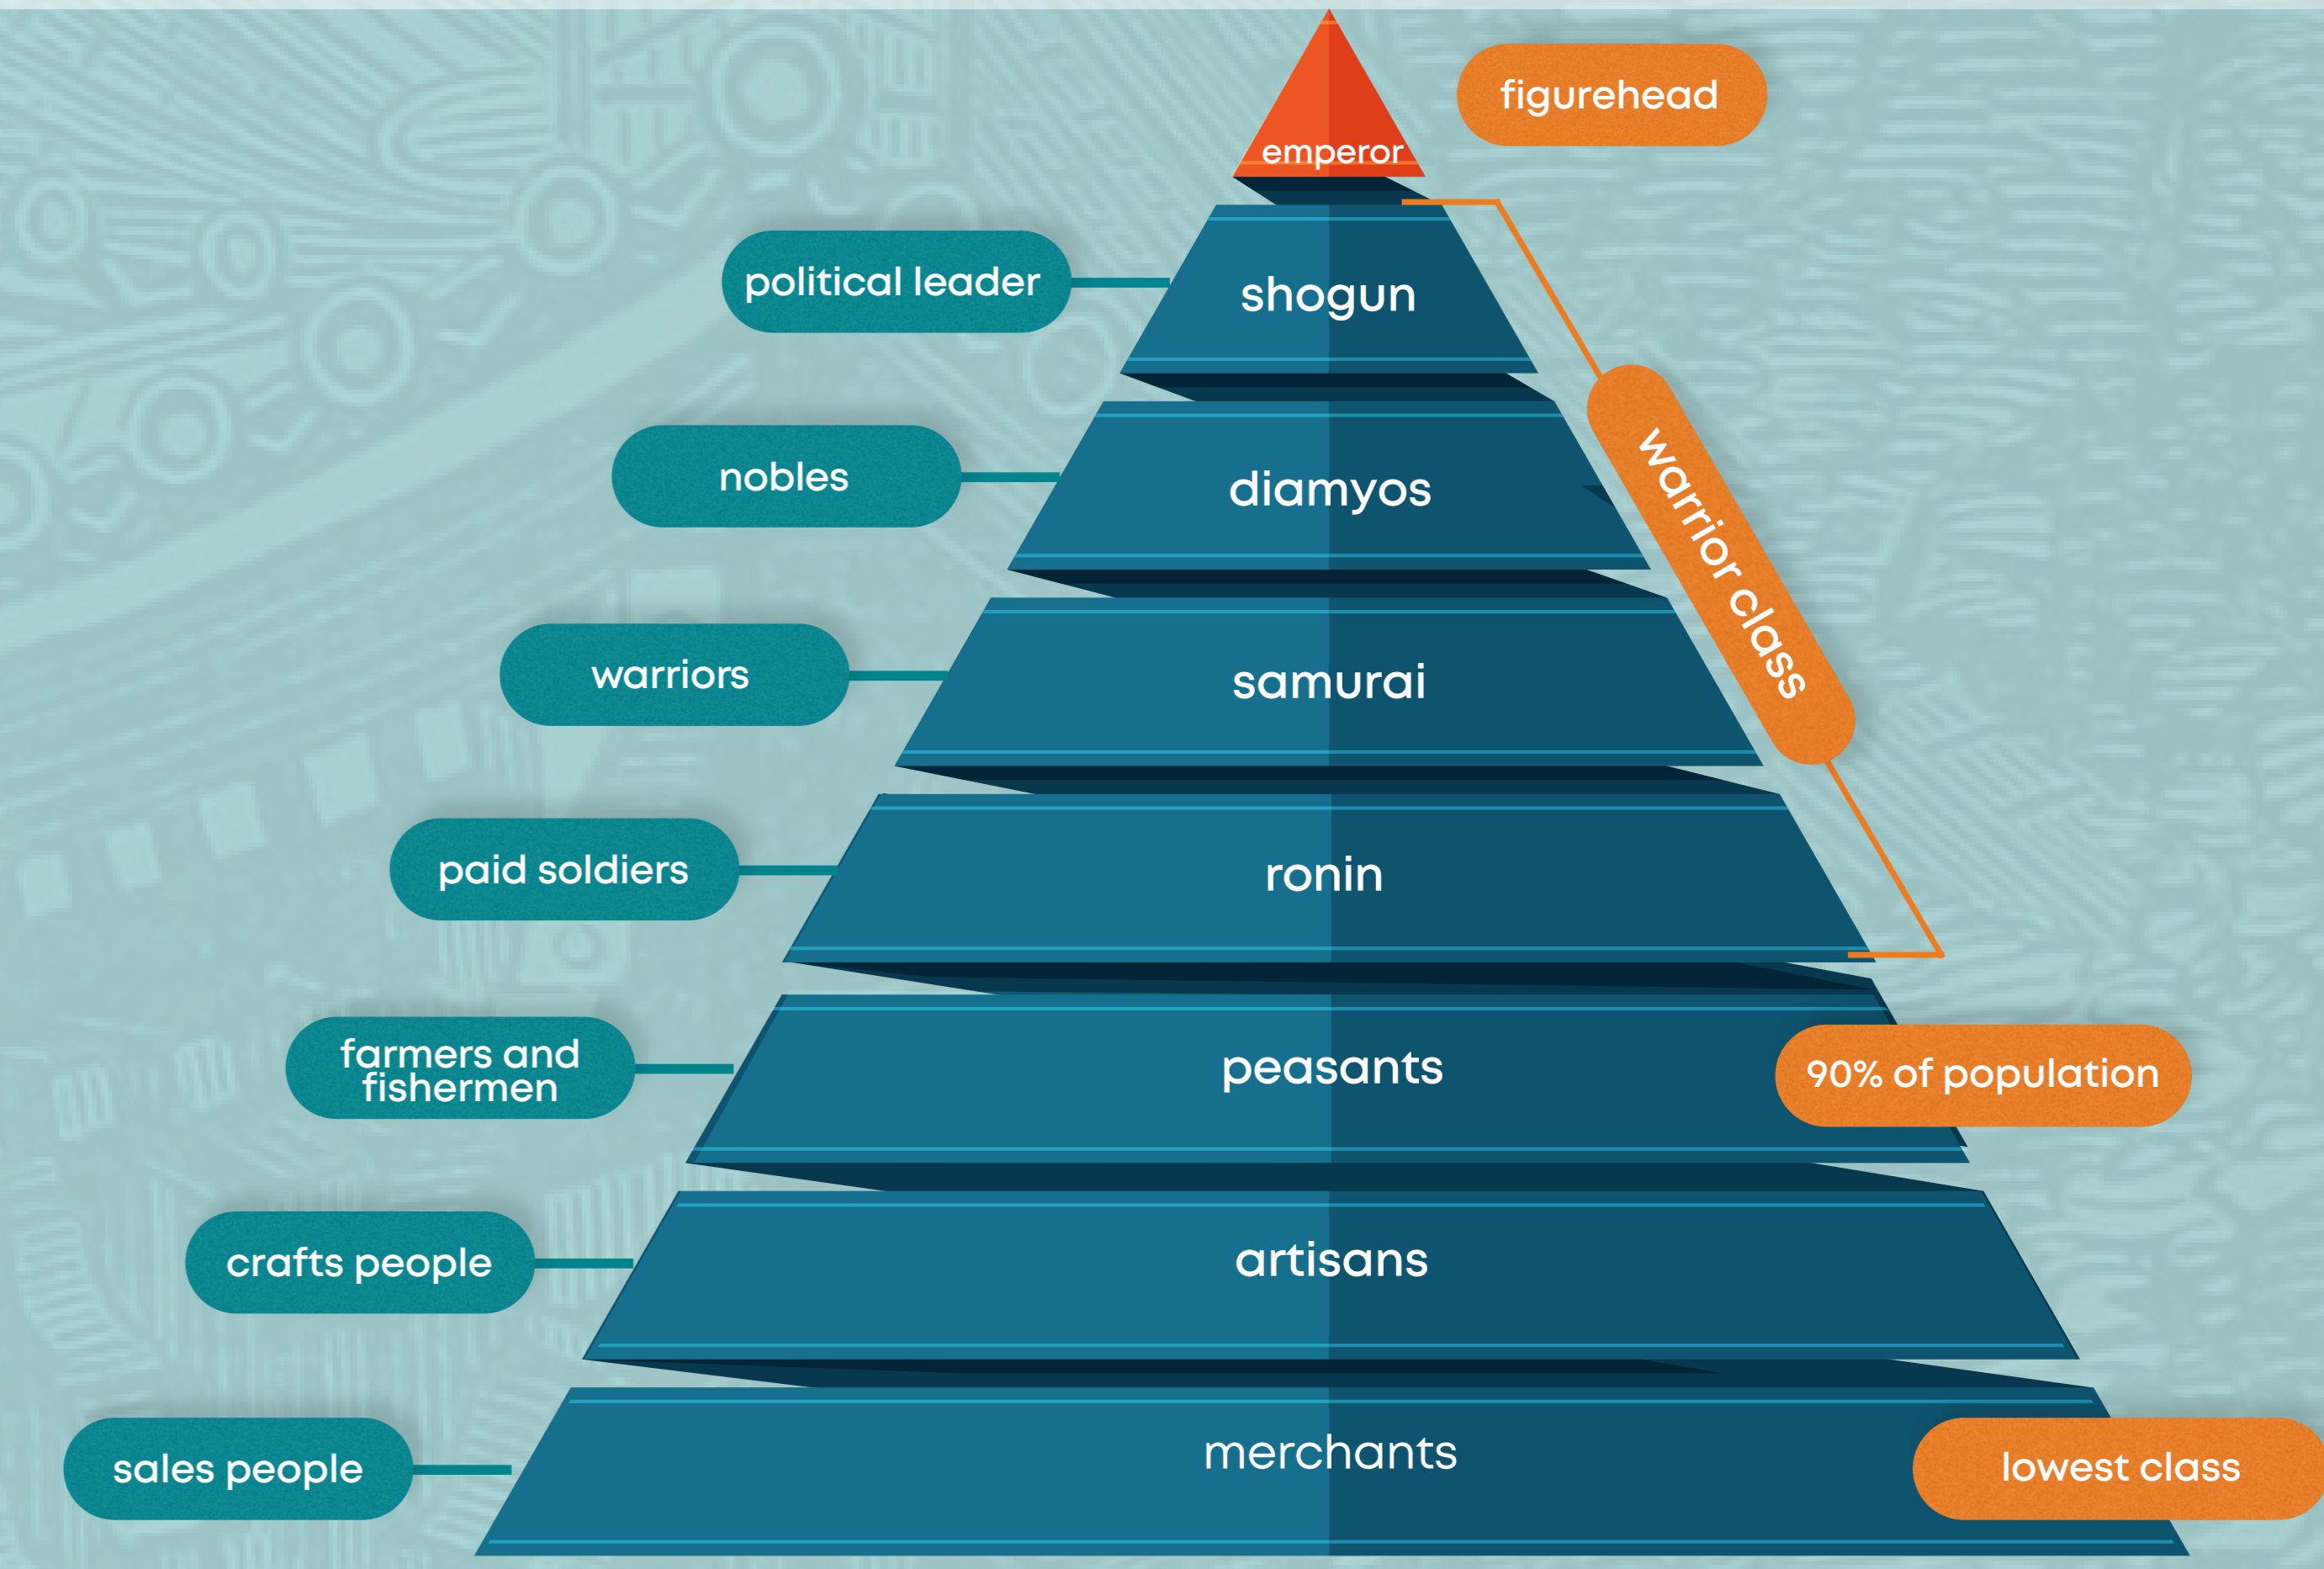 figurehead
emperor
political leader
shogun
nobles
diamyos
warrior class
warriors
samurai
paid soldiers
ronin
farmers and
fishermen
peasants
90% of population
crafts people
artisans
sales people
merchants
lowest class